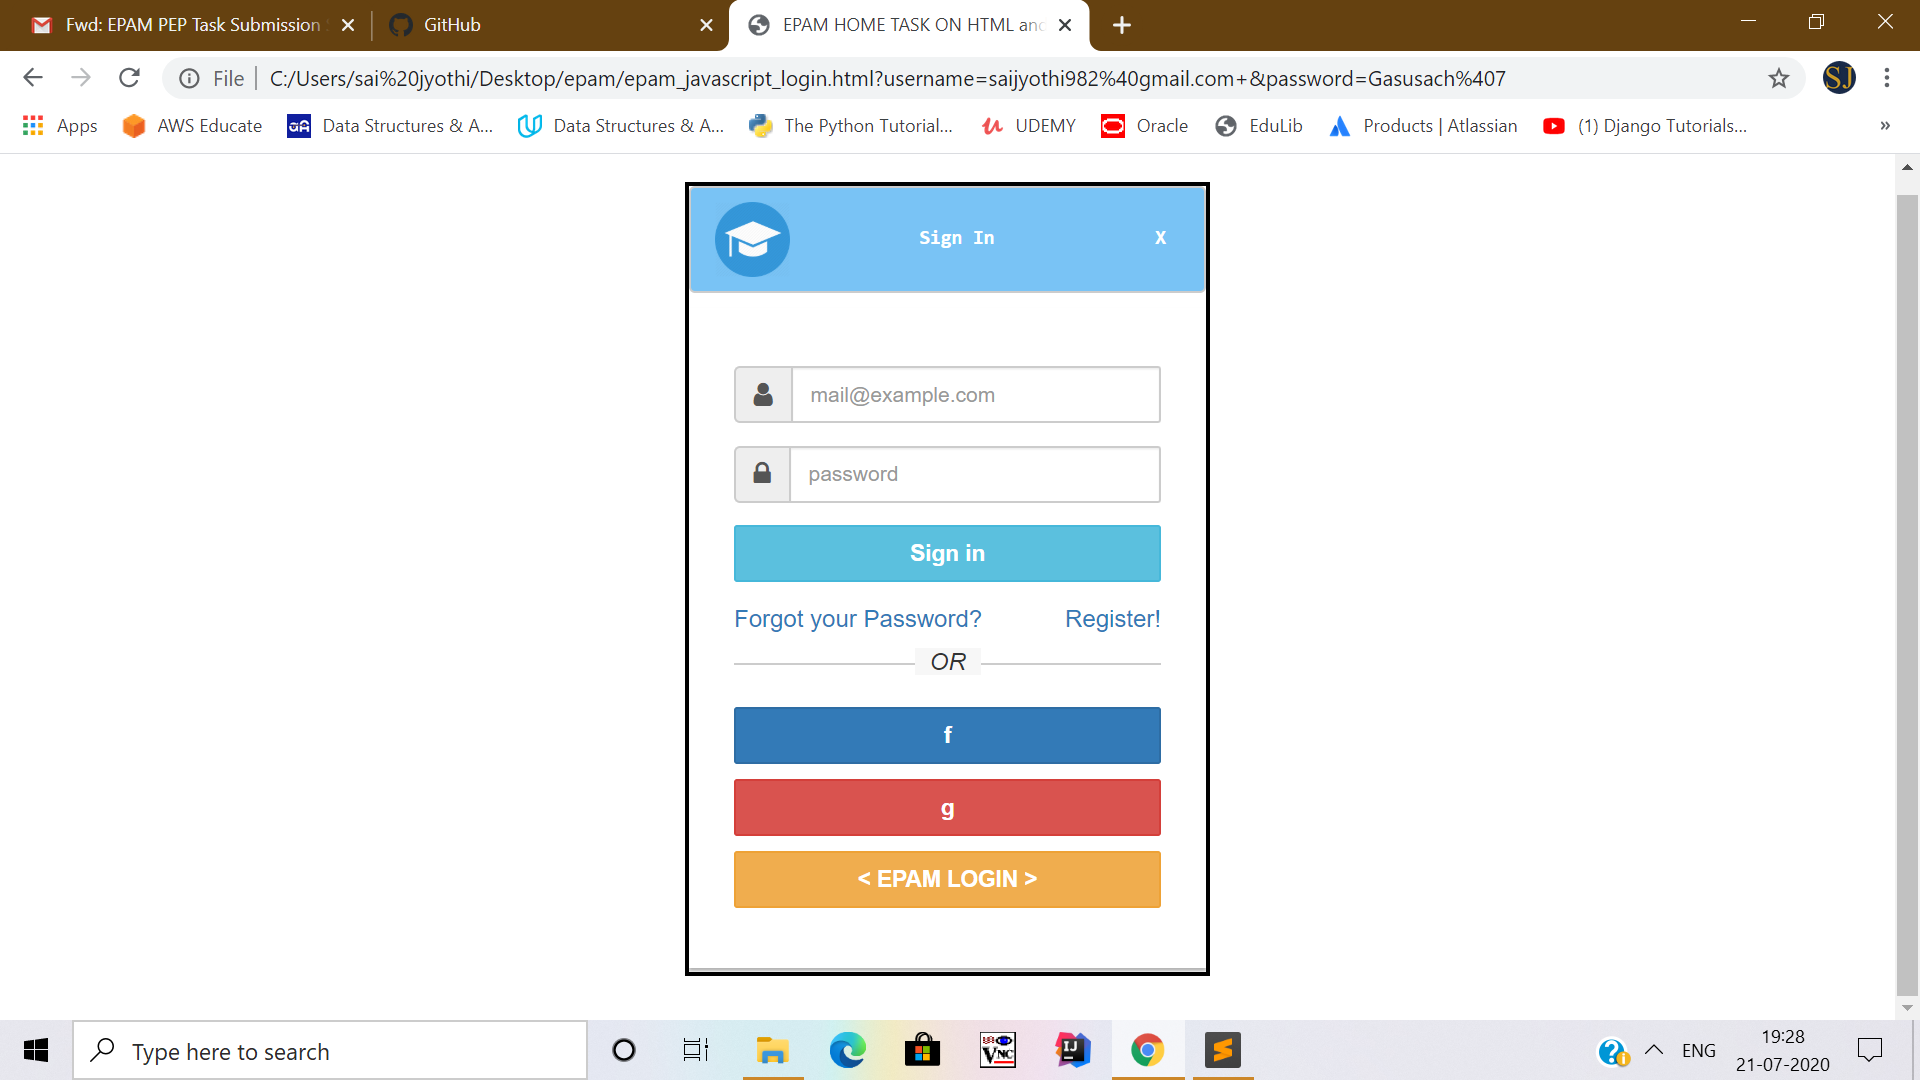 Fwd: EPAM PEP Task Submission
GitHub
EPAM HOME TASK ON HTML and
File
C:/Users/sai%20jyothi/Desktop/epam/epam_javascript_login.html?username=saijyothi982%40gmail.com+&password=Gasusach%407
SJ
Apps
AWS Educate
Data Structures & A...
Data Structures & A...
The Python Tutorial...
UDEMY
Oracle
EduLib
Products | Atlassian
(1) Django Tutorials...
»
Sign In
X
mail@example.com
password
Sign in
Forgot your Password?
Register!
OR
f
g
< EPAM LOGIN >
Type here to search
VNC
IJ
ENG
19:28
21-07-2020